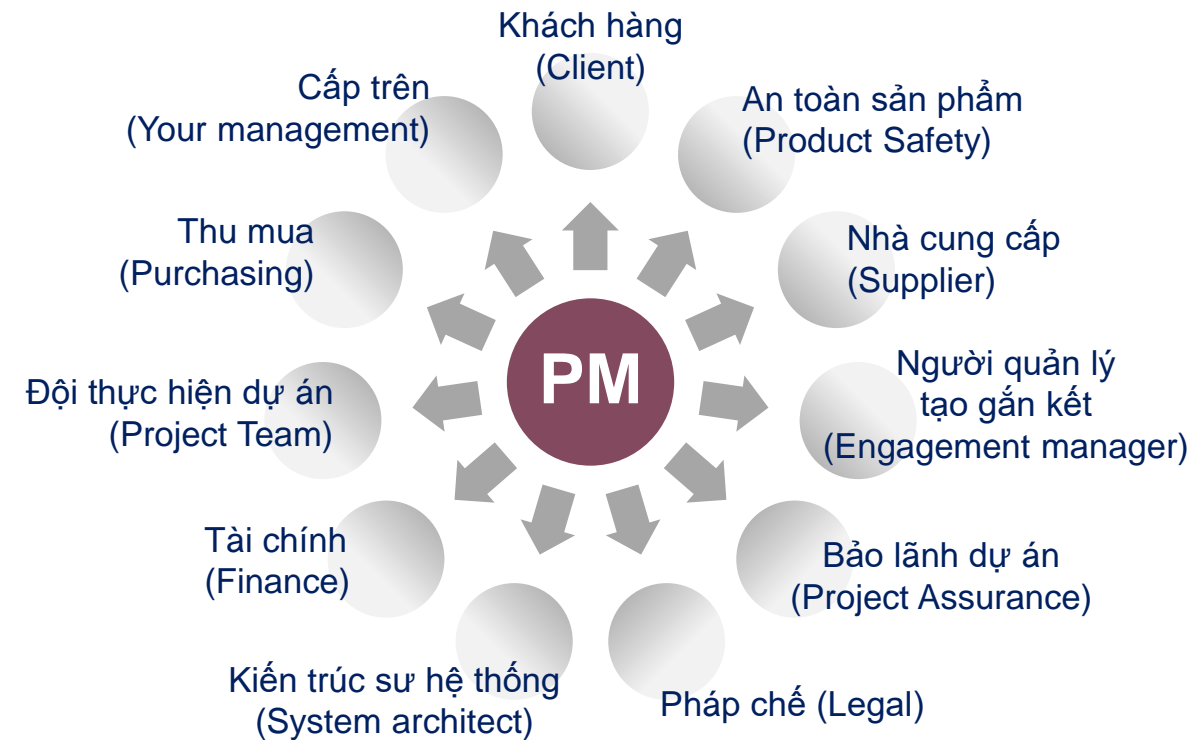 Khách hàng
(Client)
An toàn sản phẩm
(Product Safety)
Nhà cung cấp
(Supplier)
Người quản lý
tạo gắn kết
(Engagement manager)
Bảo lãnh dự án
(Project Assurance)
Pháp chế (Legal)
Kiến trúc sư hệ thống
(System architect)
Tài chính
(Finance)
Đội thực hiện dự án
(Project Team)
Thu mua
(Purchasing)
Cấp trên
(Your management)
PM